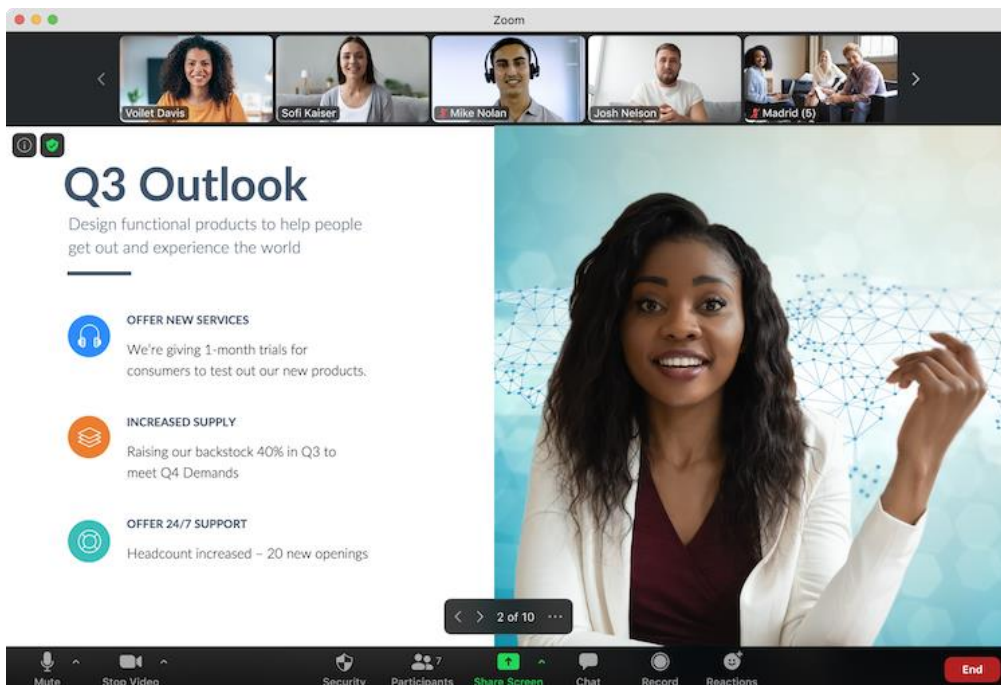 Zoom
Voilet Davis
Sofi Kaiser
Mike Nolan
Josh Nelson
Madrid (5)
Q3 Outlook
Design functional products to help people
get out and experience the world
OFFER NEW SERVICES
We're giving 1-month trials for
consumers to test out our new products.
INCREASED SUPPLY
Raising our backstock 40% in Q3 to
meet Q4 Demands
OFFER 24/7 SUPPORT
Headcount increased – 20 new openings
2 of 10 ···
7
Mute
Stop Video
Security
Participants
Share Screen
Chat
Record
Reactions
End